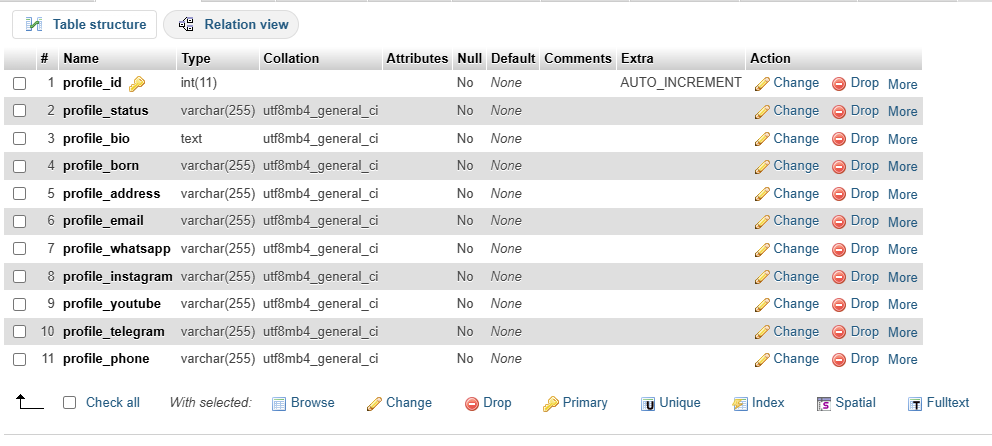 Table structure Relation view
# Name Type Collation Attributes Null Default Comments Extra Action
1 profile_id int(11) No None AUTO_INCREMENT Change Drop More
2 profile_status varchar(255) utf8mb4_general_ci No None Change Drop More
3 profile_bio text utf8mb4_general_ci No None Change Drop More
4 profile_born varchar(255) utf8mb4_general_ci No None Change Drop More
5 profile_address varchar(255) utf8mb4_general_ci No None Change Drop More
6 profile_email varchar(255) utf8mb4_general_ci No None Change Drop More
7 profile_whatsapp varchar(255) utf8mb4_general_ci No None Change Drop More
8 profile_instagram varchar(255) utf8mb4_general_ci No None Change Drop More
9 profile_youtube varchar(255) utf8mb4_general_ci No None Change Drop More
10 profile_telegram varchar(255) utf8mb4_general_ci No None Change Drop More
11 profile_phone varchar(255) utf8mb4_general_ci No None Change Drop More
Check all With selected: Browse Change Drop Primary Unique Index Spatial Fulltext